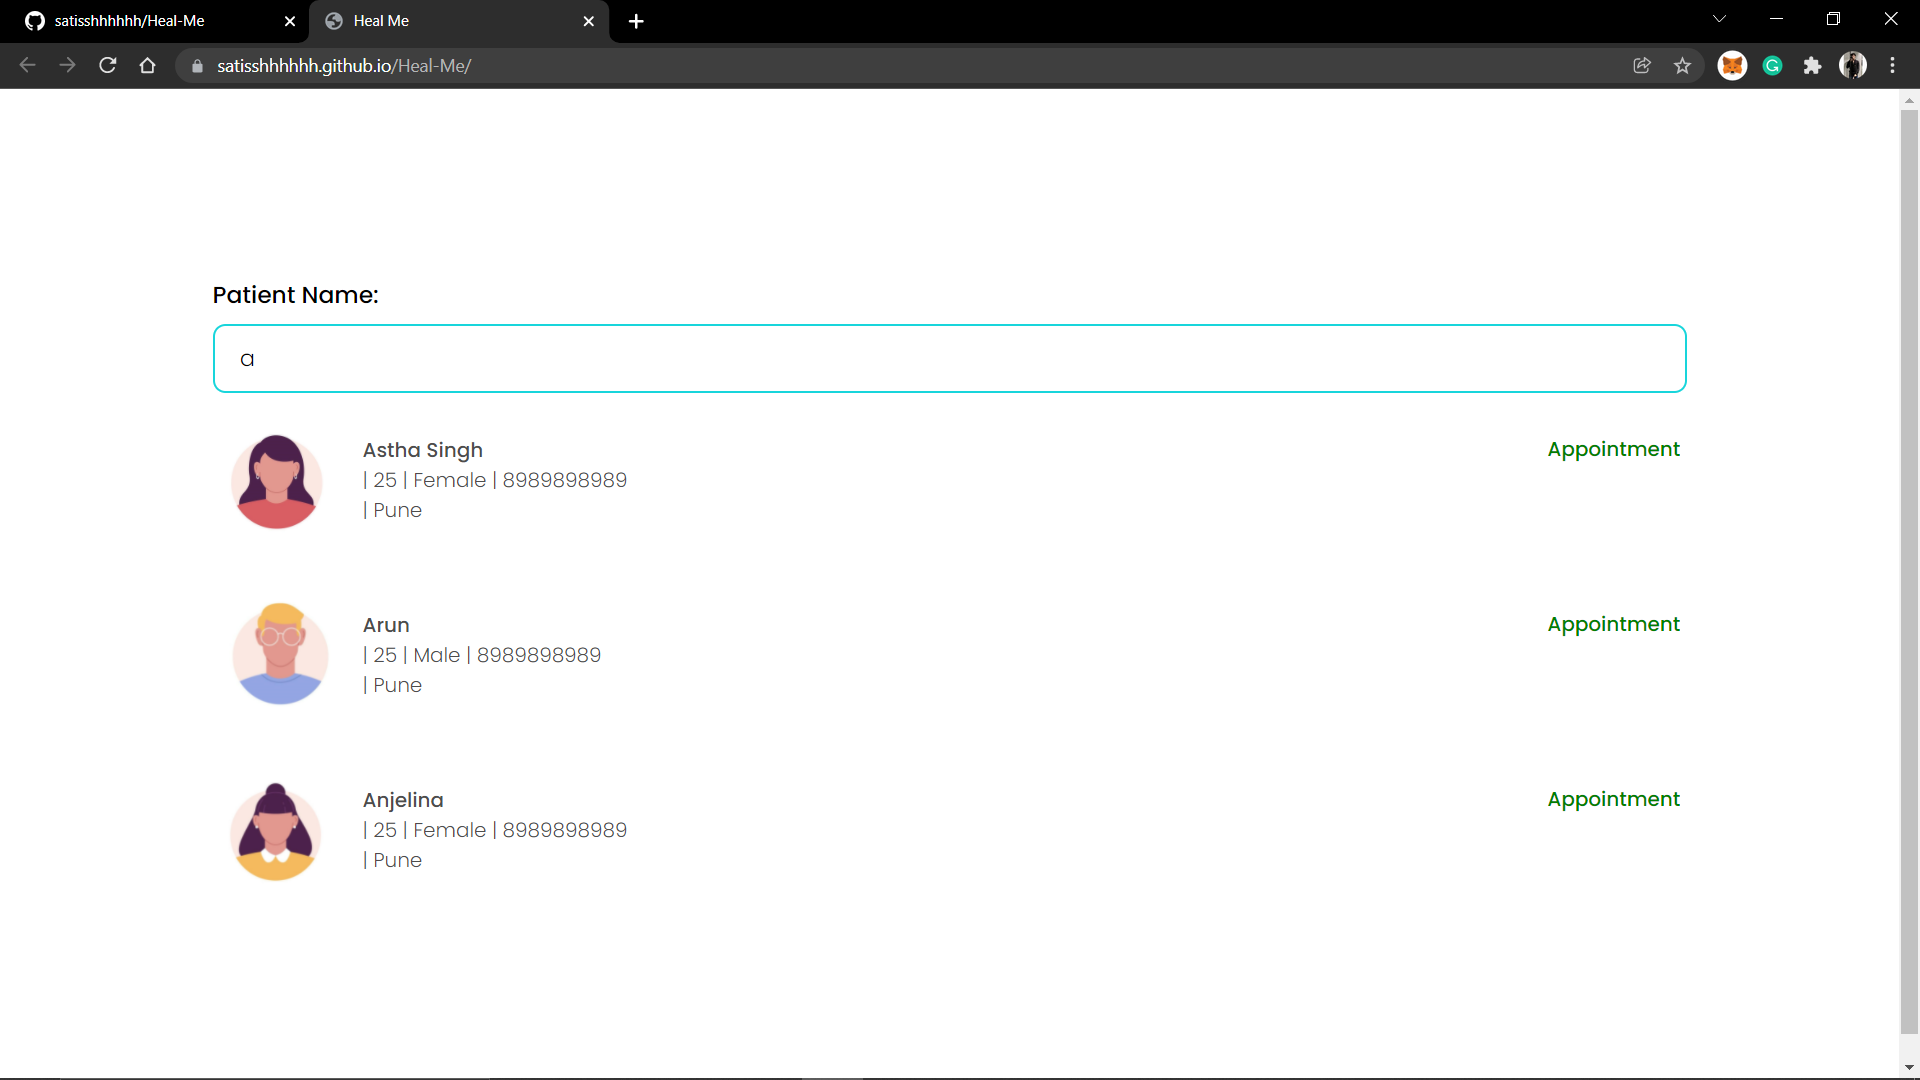 satisshhhhhh/Heal-Me
Heal Me
satisshhhhhh.github.io/Heal-Me/
Patient Name:
a
Astha Singh
Appointment
| 25 | Female | 8989898989
| Pune
Arun
Appointment
| 25 | Male | 8989898989
| Pune
Anjelina
Appointment
| 25 | Female | 8989898989
| Pune